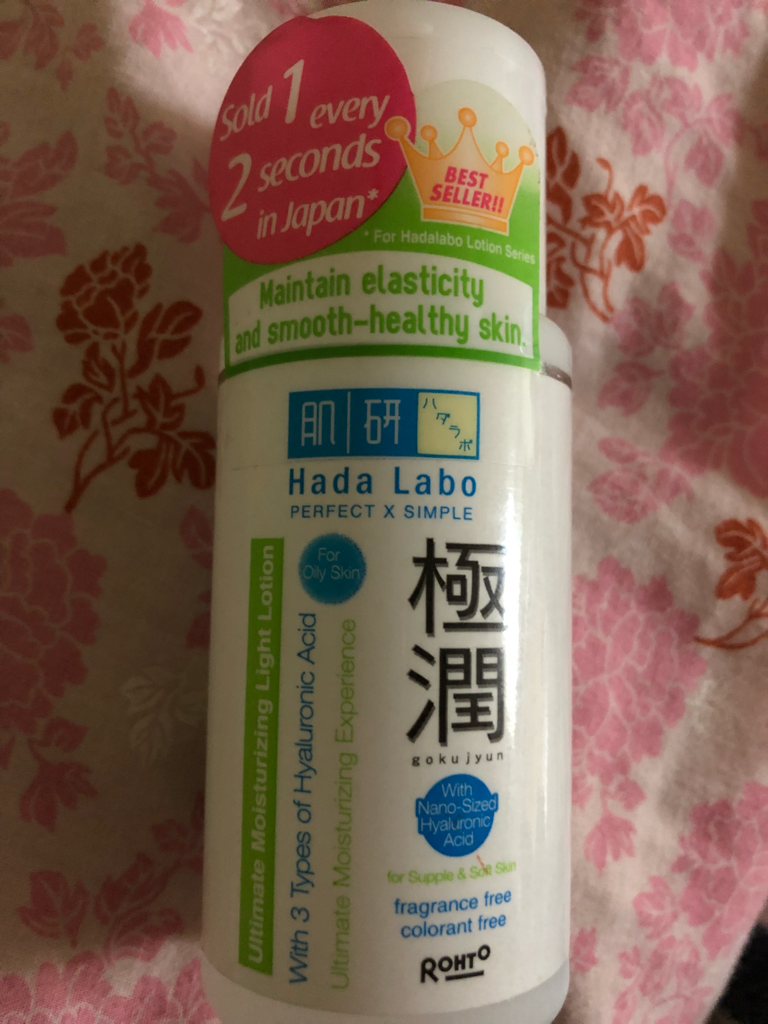 Sold 1 every
2 seconds
in Japan*
BEST
SELLER!!
* For Hadalabo Lotion Series
Maintain elasticity
and smooth-healthy skin.
肌研
ハダラボ
Hada Labo
PERFECT X SIMPLE
Ultimate Moisturizing Light Lotion
For
Oily Skin
With 3 Types of Hyaluronic Acid
Ultimate Moisturizing Experience
極
潤
gokujyun
With
Nano-Sized
Hyaluronic
Acid
for Supple & Soft Skin
fragrance free
colorant free
ROHTO